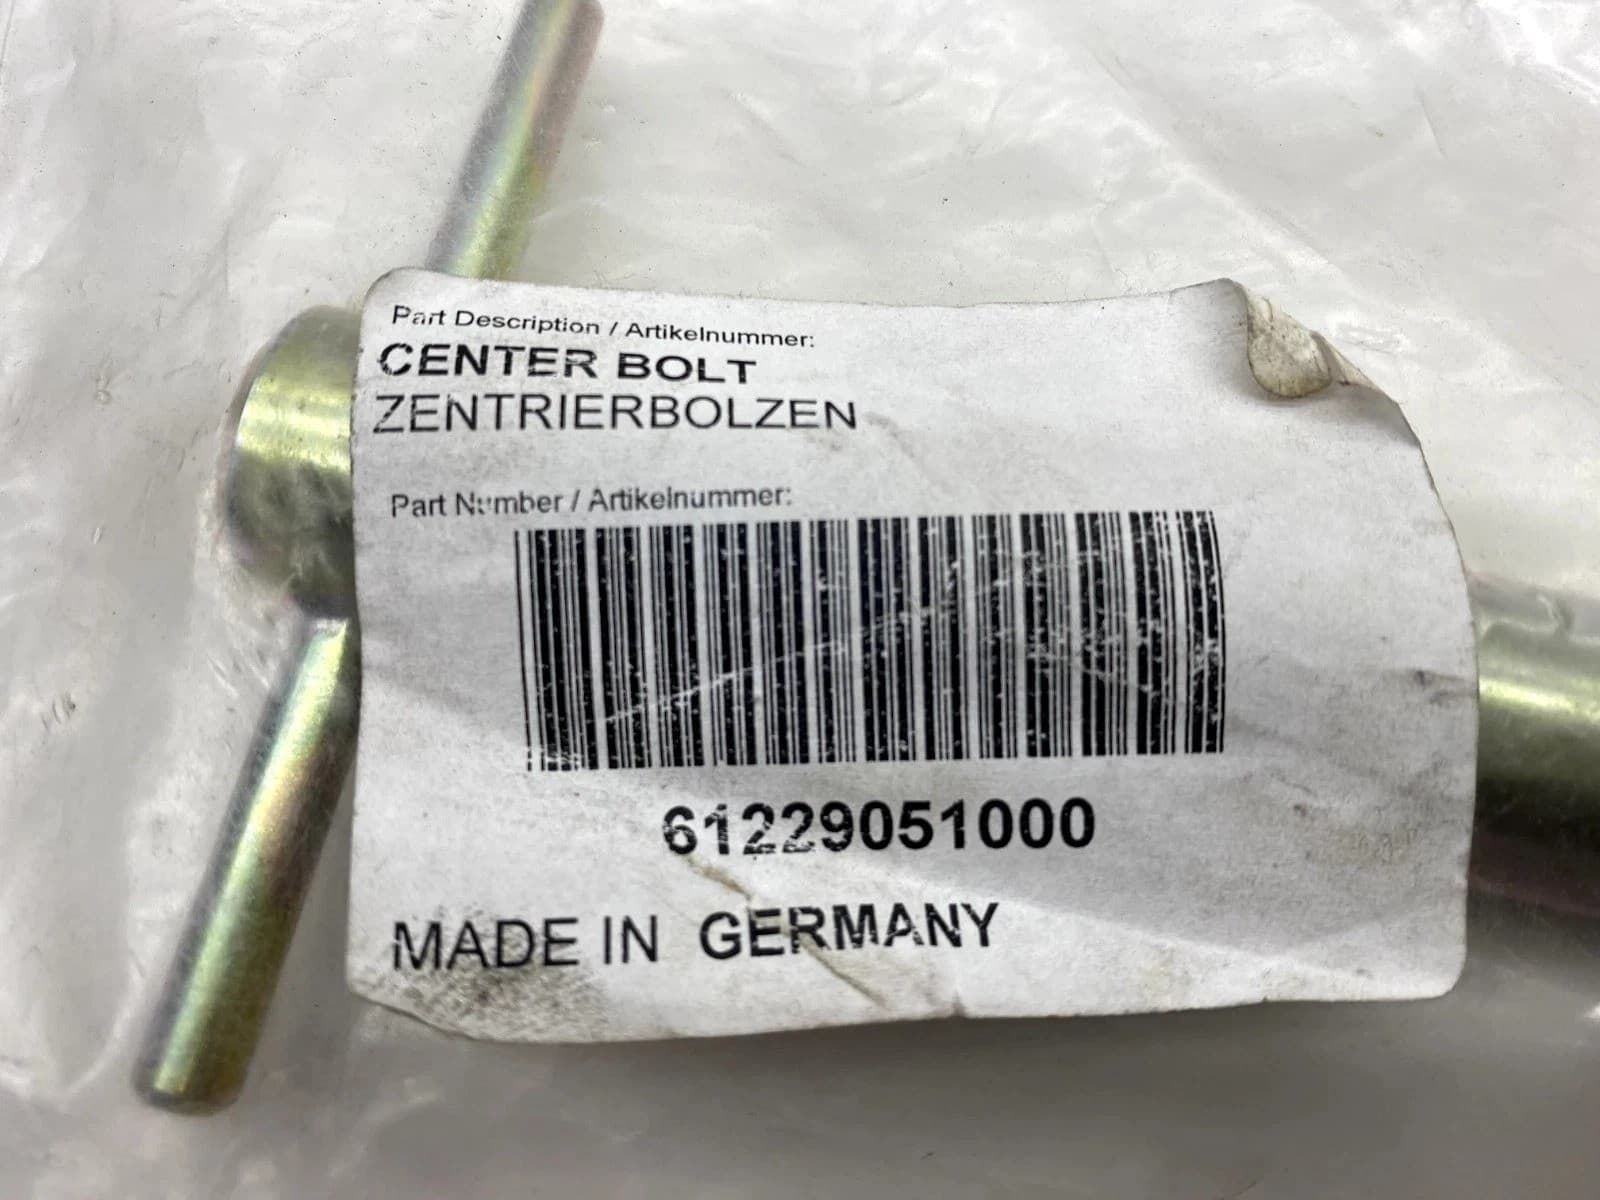 Part Description / Artikelnummer:
CENTER BOLT
ZENTRIERBOLZEN
Part Number / Artikelnummer:
61229051000
MADE IN GERMANY